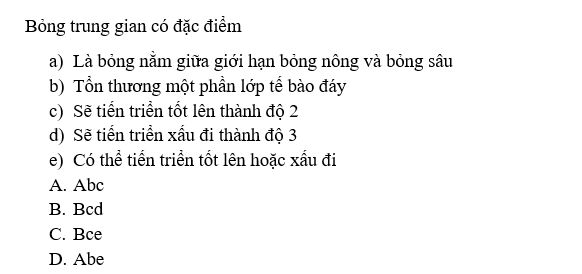 Bỏng trung gian có đặc điểm
a) Là bỏng nằm giữa giới hạn bỏng nông và bỏng sâu
b) Tổn thương một phần lớp tế bào đáy
c) Sẽ tiến triển tốt lên thành độ 2
d) Sẽ tiến triển xấu đi thành độ 3
e) Có thể tiến triển tốt lên hoặc xấu đi
A. Abc
B. Bcd
C. Bce
D. Abe